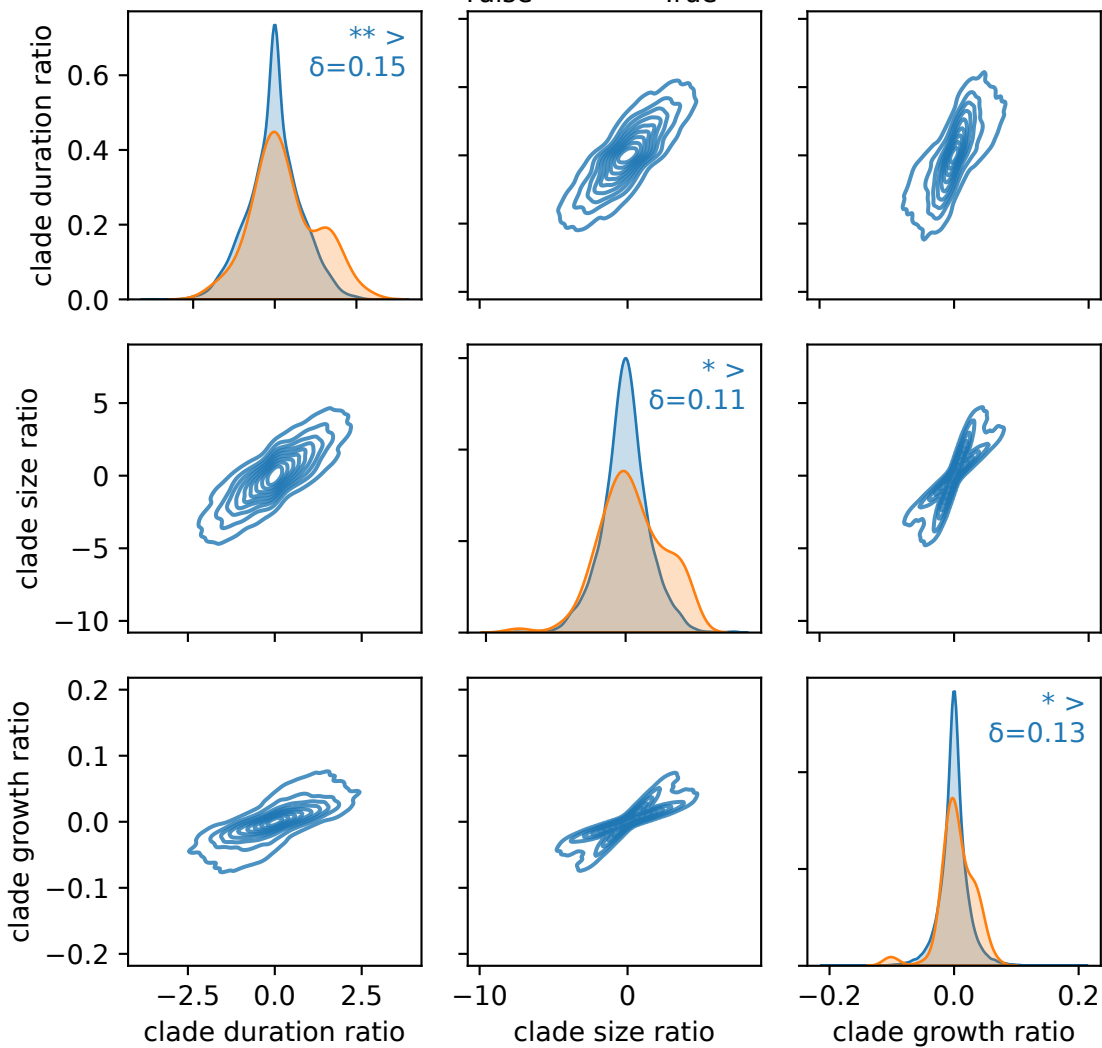 True
clade duration ratio
0.6
0.4
0.2
0.0
** >
δ=0.15
clade size ratio
5
0
−5
−10
* >
δ=0.11
clade growth ratio
0.2
0.1
0.0
−0.1
−0.2
* >
δ=0.13
−2.5
0.0
2.5
−10
0
−0.2
0.0
0.2
clade duration ratio
clade size ratio
clade growth ratio